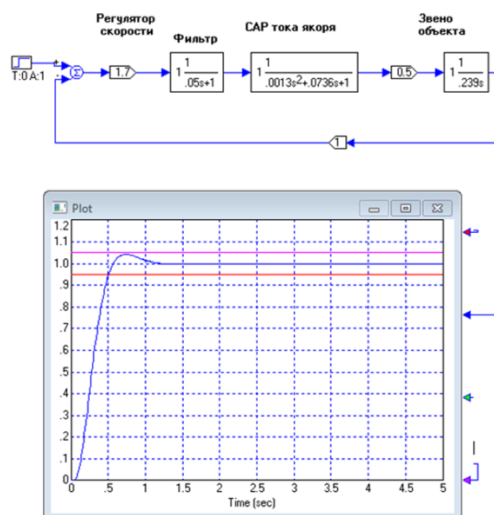 Регулятор скорости
Фильтр
САР тока якоря
Звено объекта
T:0 A:1
+
-
Σ
1.7
1 1
.05s+1
1 1
.0013s²+.0736s+1
0.5
1 1
.239s
1
Plot
1.2
1.1
1.0
.9
.8
.7
.6
.5
.4
.3
.2
.1
0
0 .5 1 1.5 2 2.5 3 3.5 4 4.5 5
Time (sec)